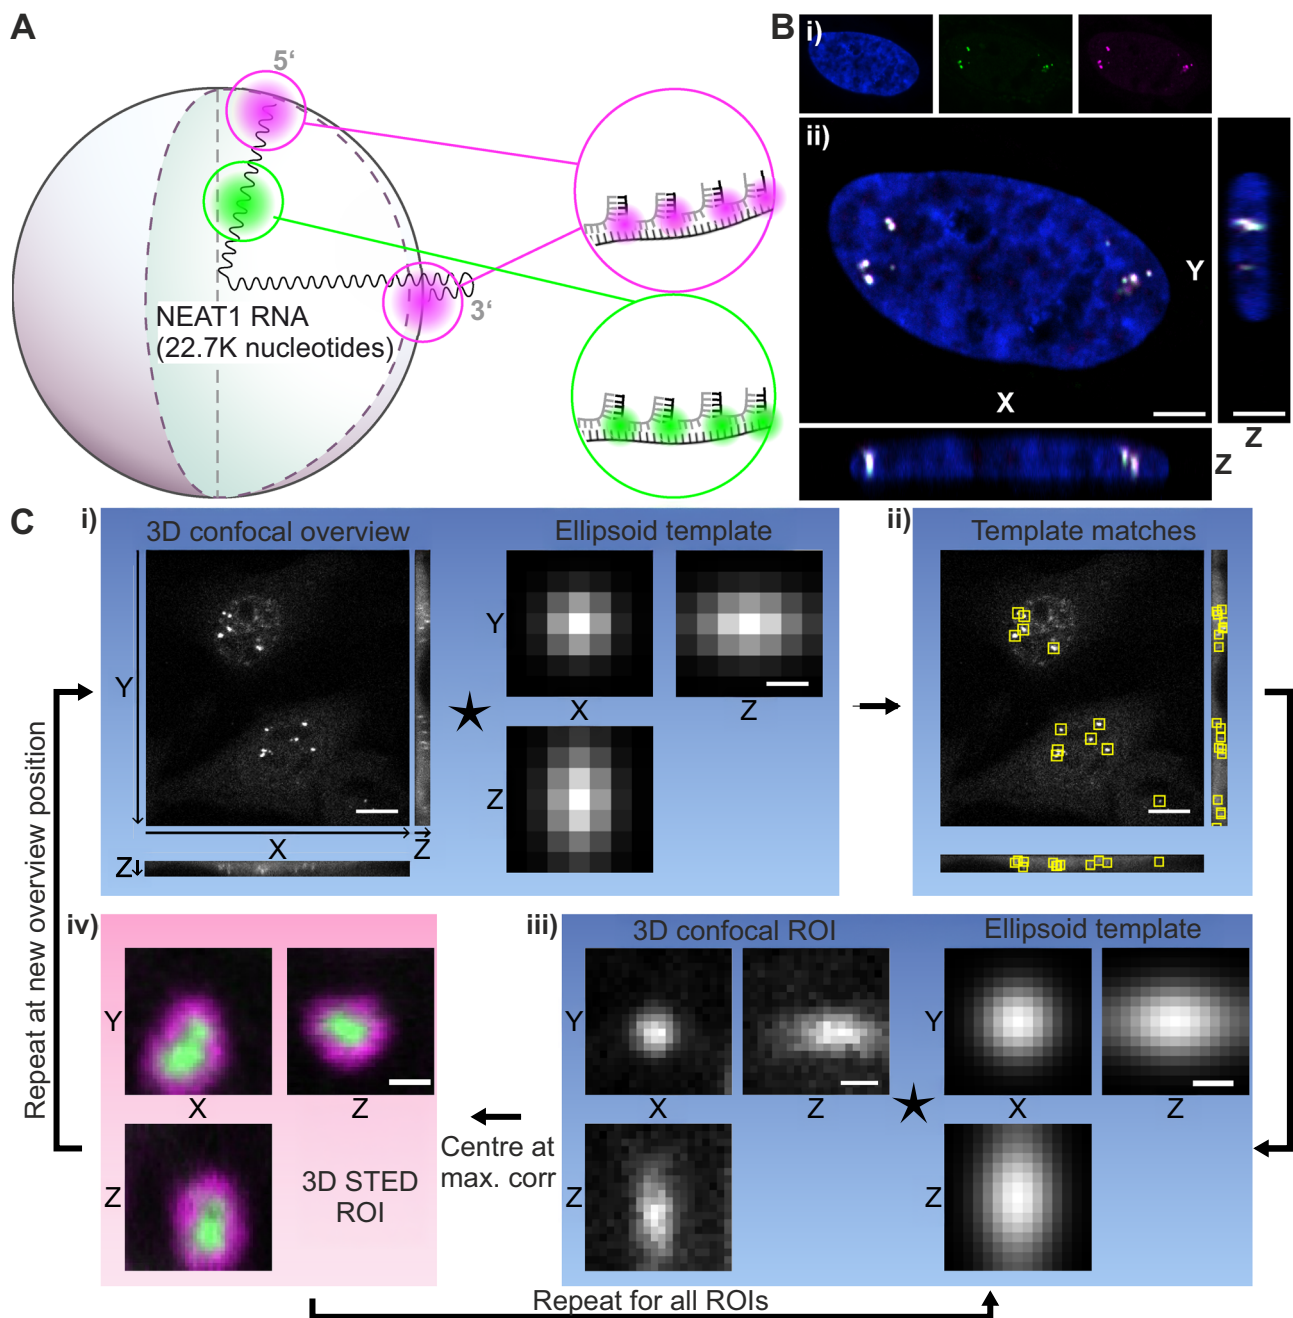 A
5‘
3‘
NEAT1 RNA
(22.7K nucleotides)
B
i)
ii)
Y
X
Z
Z
C
i)
3D confocal overview
Ellipsoid template
Y
X
Z
Z
Y
X
Z
Z
ii)
Template matches
Repeat at new overview position
iv)
Y
X
Z
Z
3D STED
ROI
Centre at
max. corr
iii)
3D confocal ROI
Ellipsoid template
Y
X
Z
Z
Y
X
Z
Z
Repeat for all ROIs